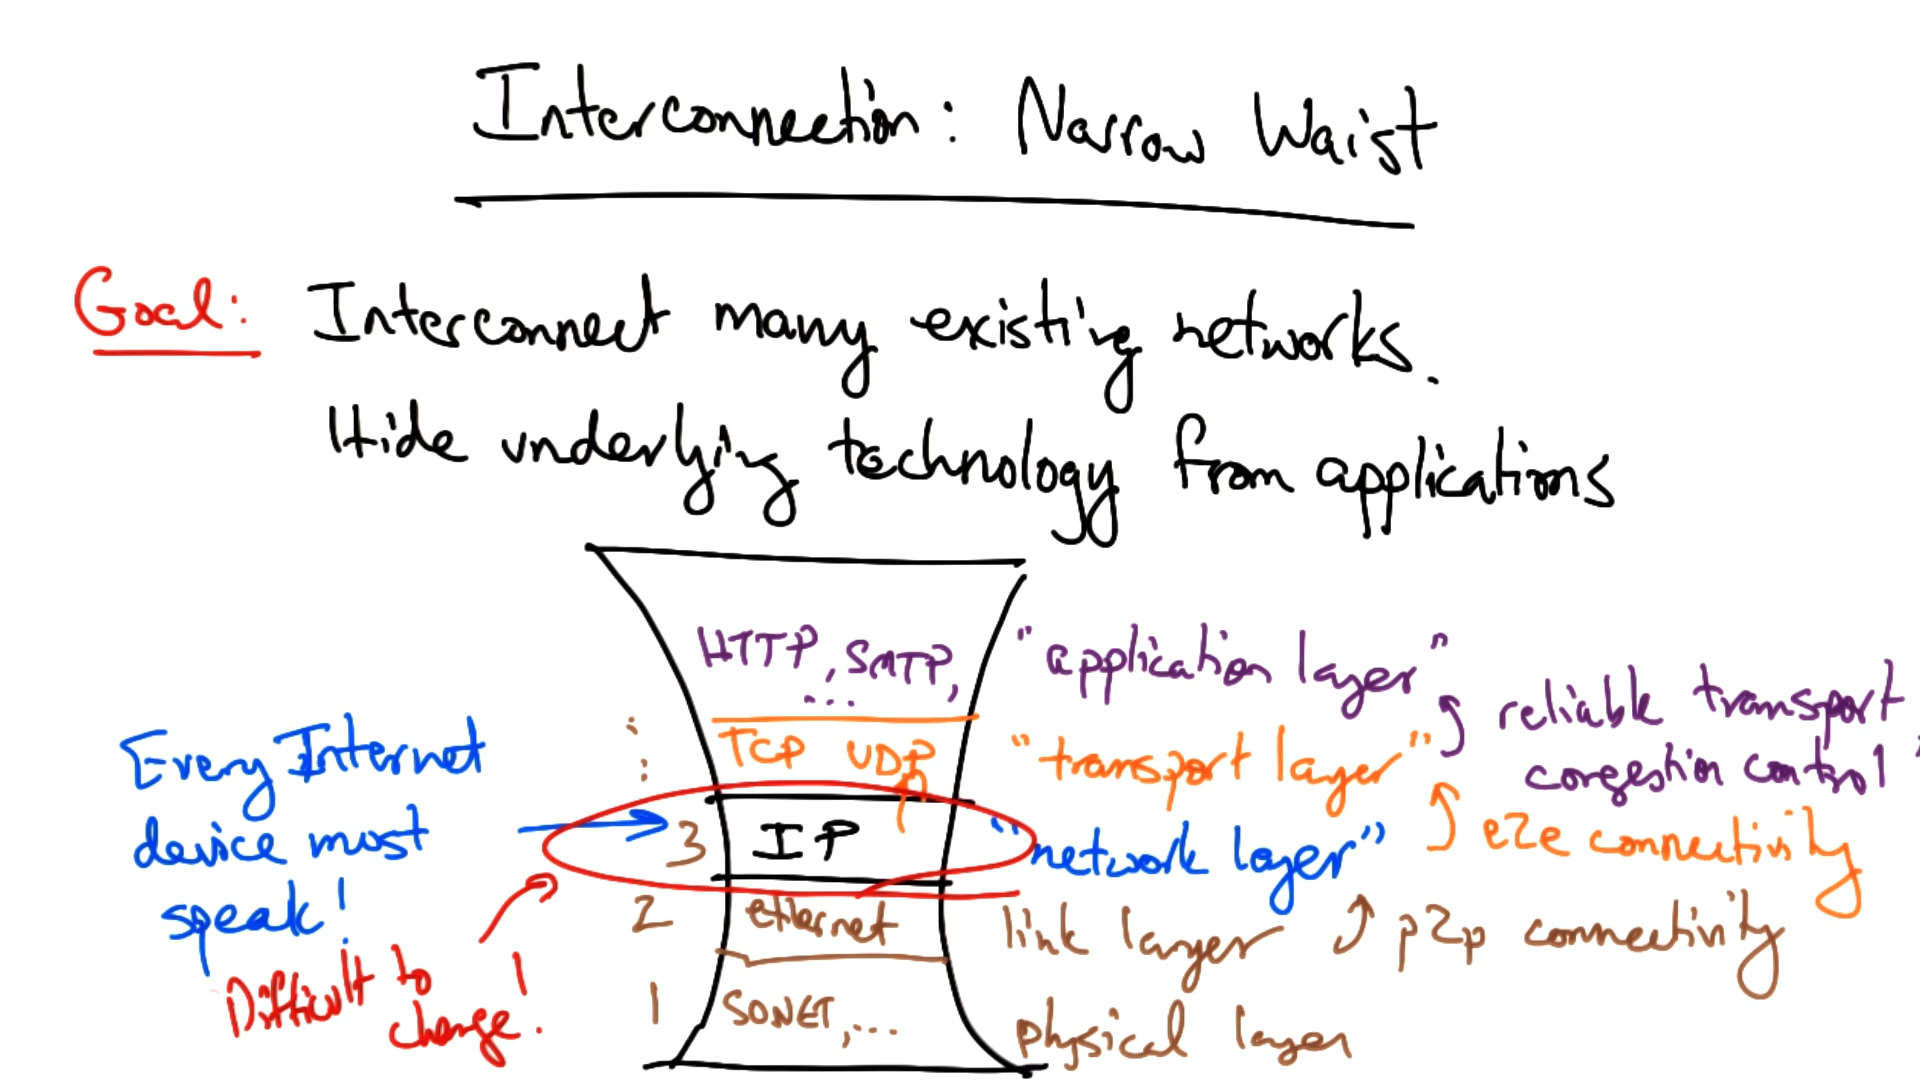 Interconnection: Narrow Waist
Goal: Interconnect many existing networks.
Hide underlying technology from applications
HTTP, SMTP, ...
"application layer"
reliable transport
congestion control
TCP UDP
"transport layer"
e2e connectivity
Every Internet
device must
speak!
3 IP
"network layer"
p2p connectivity
Difficult to
change!
2 ethernet
link layer
1 SONET, ...
physical layer